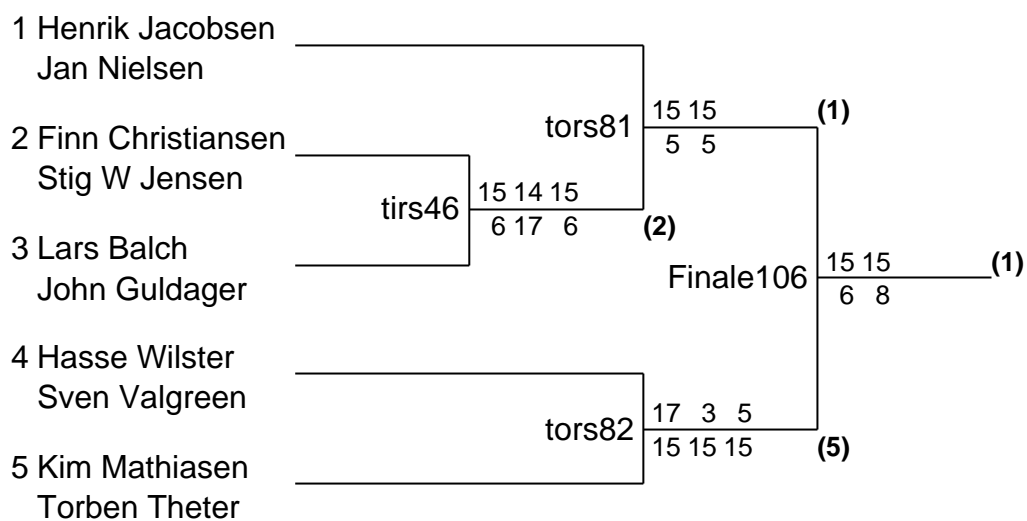 1 Henrik Jacobsen
Jan Nielsen
tors81
15 15
(1)
5 5
2 Finn Christiansen
Stig W Jensen
tirs46
15 14 15
6 17 6
(2)
3 Lars Balch
John Guldager
Finale106
15 15
(1)
6 8
4 Hasse Wilster
Sven Valgreen
tors82
17 3 5
15 15 15
(5)
5 Kim Mathiasen
Torben Theter